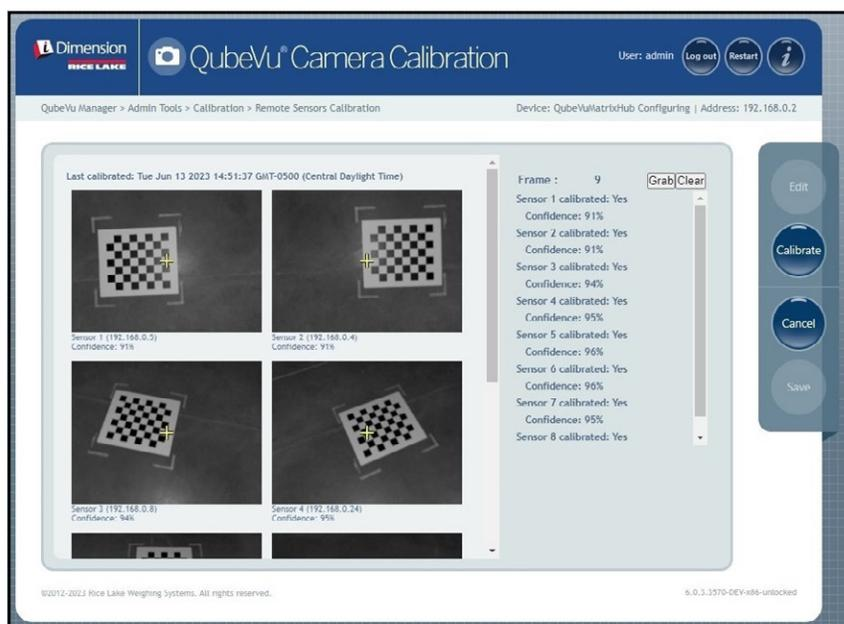 iDimension
RICE LAKE
QubeVu® Camera Calibration
User: admin
Log out
Restart
i
QubeVu Manager > Admin Tools > Calibration > Remote Sensors Calibration
Device: QubeVuMatrixHub Configuring | Address: 192.168.0.2
Last calibrated: Tue Jun 13 2023 14:51:37 GMT-0500 (Central Daylight Time)
Sensor 1 (192.168.0.5)
Confidence: 91%
Sensor 2 (192.168.0.4)
Confidence: 91%
Sensor 3 (192.168.0.8)
Confidence: 94%
Sensor 4 (192.168.0.24)
Confidence: 95%
Frame : 9
Grab
Clear
Sensor 1 calibrated: Yes
Confidence: 91%
Sensor 2 calibrated: Yes
Confidence: 91%
Sensor 3 calibrated: Yes
Confidence: 94%
Sensor 4 calibrated: Yes
Confidence: 95%
Sensor 5 calibrated: Yes
Confidence: 96%
Sensor 6 calibrated: Yes
Confidence: 96%
Sensor 7 calibrated: Yes
Confidence: 95%
Sensor 8 calibrated: Yes
Edit
Calibrate
Cancel
Save
©2012-2023 Rice Lake Weighing Systems. All rights reserved.
6.0.3.3570-DEV-x86-unlocked